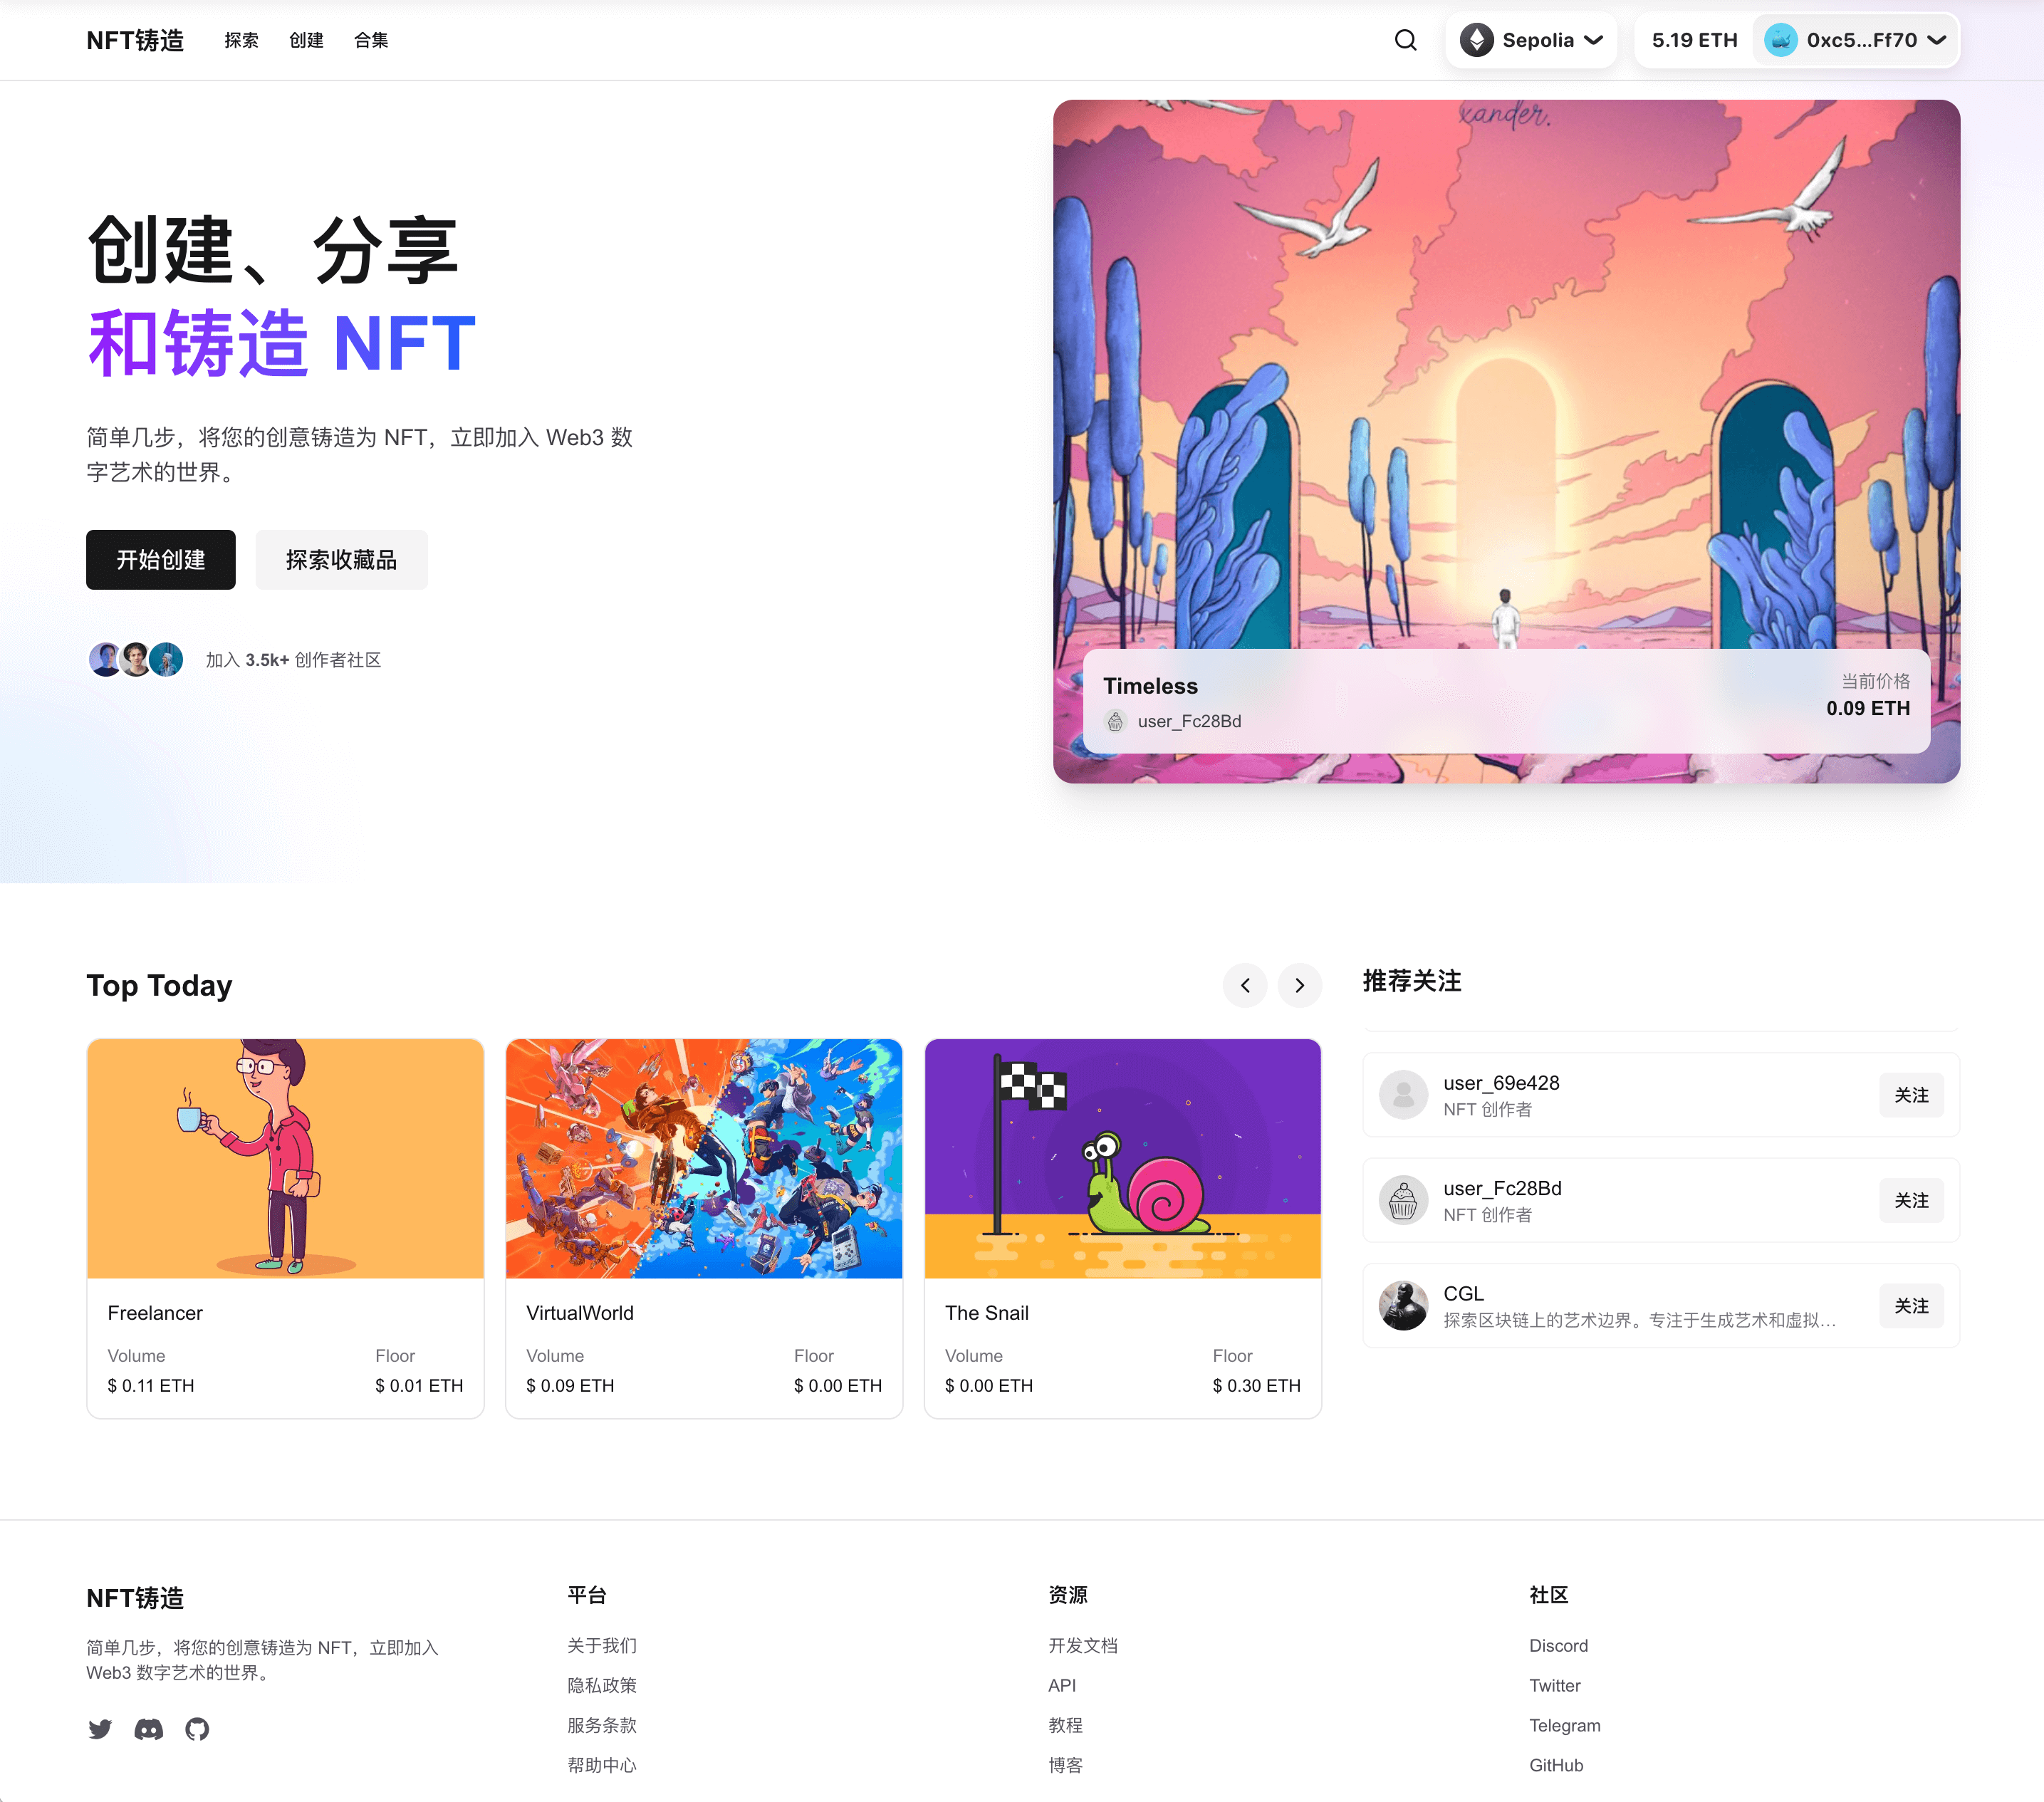 NFT铸造 探索 创建 合集 Sepolia 5.19 ETH 0xc5...Ff70
xander.
创建、分享
和铸造 NFT
简单几步，将您的创意铸造为 NFT，立即加入 Web3 数
字艺术的世界。
开始创建 探索收藏品
加入 3.5k+ 创作者社区
Timeless
user_Fc28Bd
当前价格
0.09 ETH
Top Today
Freelancer
Volume Floor
$ 0.11 ETH $ 0.01 ETH
VirtualWorld
Volume Floor
$ 0.09 ETH $ 0.00 ETH
The Snail
Volume Floor
$ 0.00 ETH $ 0.30 ETH
推荐关注
user_69e428
NFT 创作者
关注
user_Fc28Bd
NFT 创作者
关注
CGL
探索区块链上的艺术边界。专注于生成艺术和虚拟...
关注
NFT铸造
简单几步，将您的创意铸造为 NFT，立即加入
Web3 数字艺术的世界。
平台
关于我们
隐私政策
服务条款
帮助中心
资源
开发文档
API
教程
博客
社区
Discord
Twitter
Telegram
GitHub